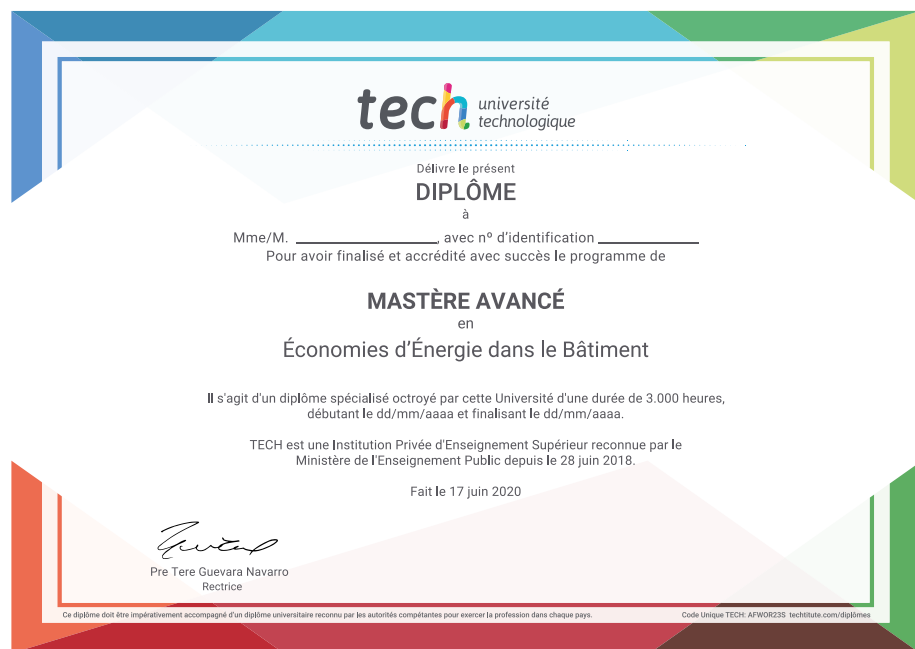 tech université
technologique
Délivre le présent
DIPLÔME
à
Mme/M. ____________, avec nº d'identification ____________
Pour avoir finalisé et accrédité avec succès le programme de
MASTÈRE AVANCÉ
en
Économies d'Énergie dans le Bâtiment
Il s'agit d'un diplôme spécialisé octroyé par cette Université d'une durée de 3.000 heures,
débutant le dd/mm/aaaa et finalisant le dd/mm/aaaa.
TECH est une Institution Privée d'Enseignement Supérieur reconnue par le
Ministère de l'Enseignement Public depuis le 28 juin 2018.
Fait le 17 juin 2020
Pre Tere Guevara Navarro
Rectrice
Ce diplôme doit être impérativement accompagné d'un diplôme universitaire reconnu par les autorités compétentes pour exercer la profession dans chaque pays.
Code Unique TECH: AFWOR23S techtitute.com/diplômes